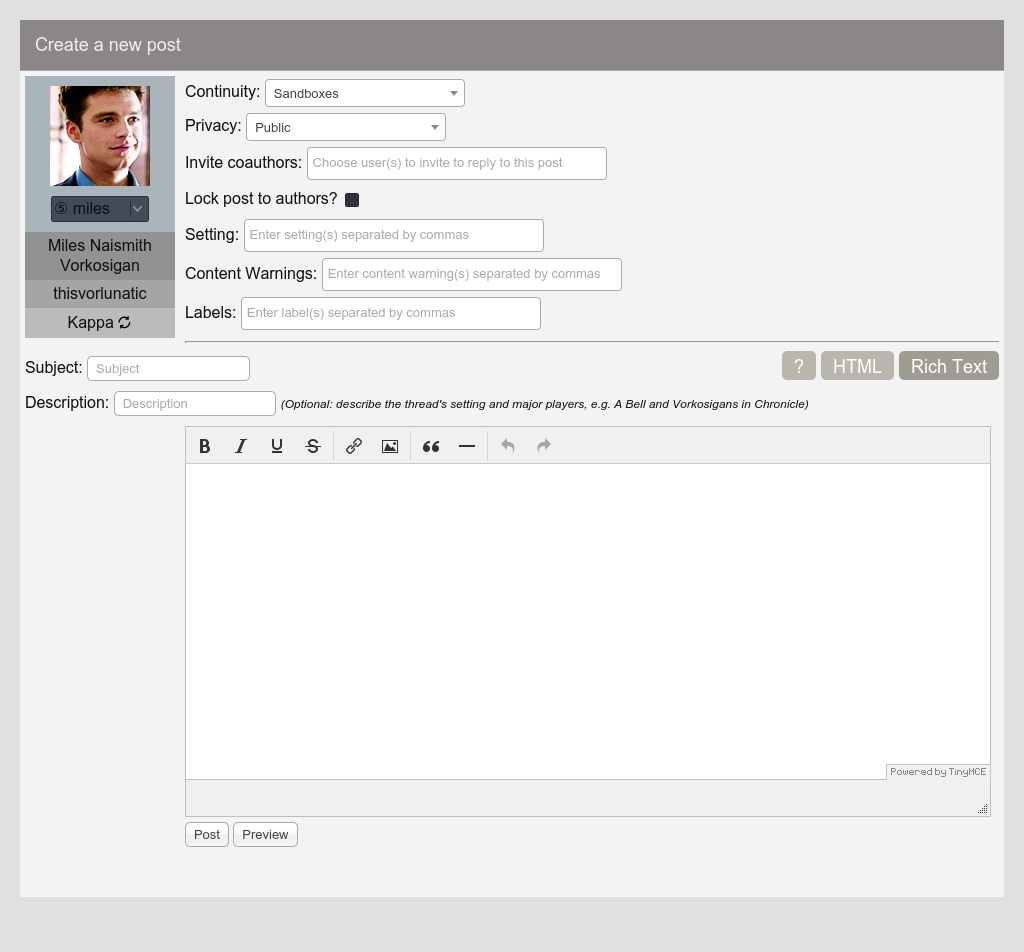 Create a new post
Continuity: Sandboxes
Privacy: Public
Invite coauthors: Choose user(s) to invite to reply to this post
Lock post to authors?
⑤ miles
Setting: Enter setting(s) separated by commas
Miles Naismith
Vorkosigan
Content Warnings: Enter content warning(s) separated by commas
thisvorlunatic
Labels: Enter label(s) separated by commas
Kappa
Subject: Subject
? HTML Rich Text
Description: Description (Optional: describe the thread's setting and major players, e.g. A Bell and Vorkosigans in Chronicle)
B I U S
Powered by TinyMCE
Post Preview